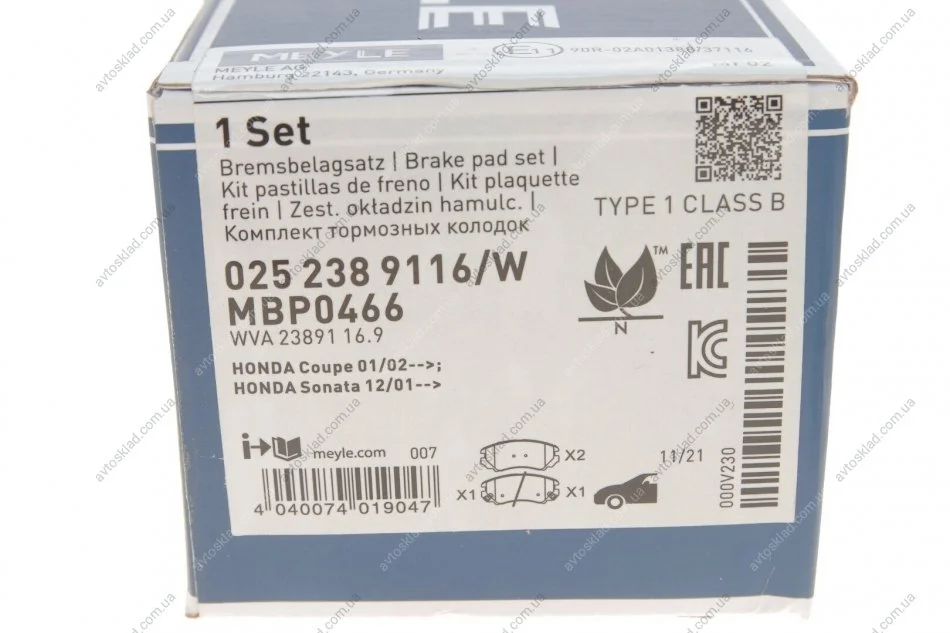 MEYLE
MEYLE AG
Hamburg 22143, Germany
E11
1 Set
Bremsbelagsatz | Brake pad set |
Kit pastillas de freno | Kit plaquette
frein | Zest. okładzin hamulc. |
Комплект тормозных колодок
TYPE 1 CLASS B
025 238 9116/W
MBP0466
WVA 23891 16.9
HONDA Coupe 01/02-->;
HONDA Sonata 12/01-->
TM
N
EAC
KC
i
meyle.com 007
X2
X1 X1
11/21
000V230
4 040074 019047
avtosklad.com.ua